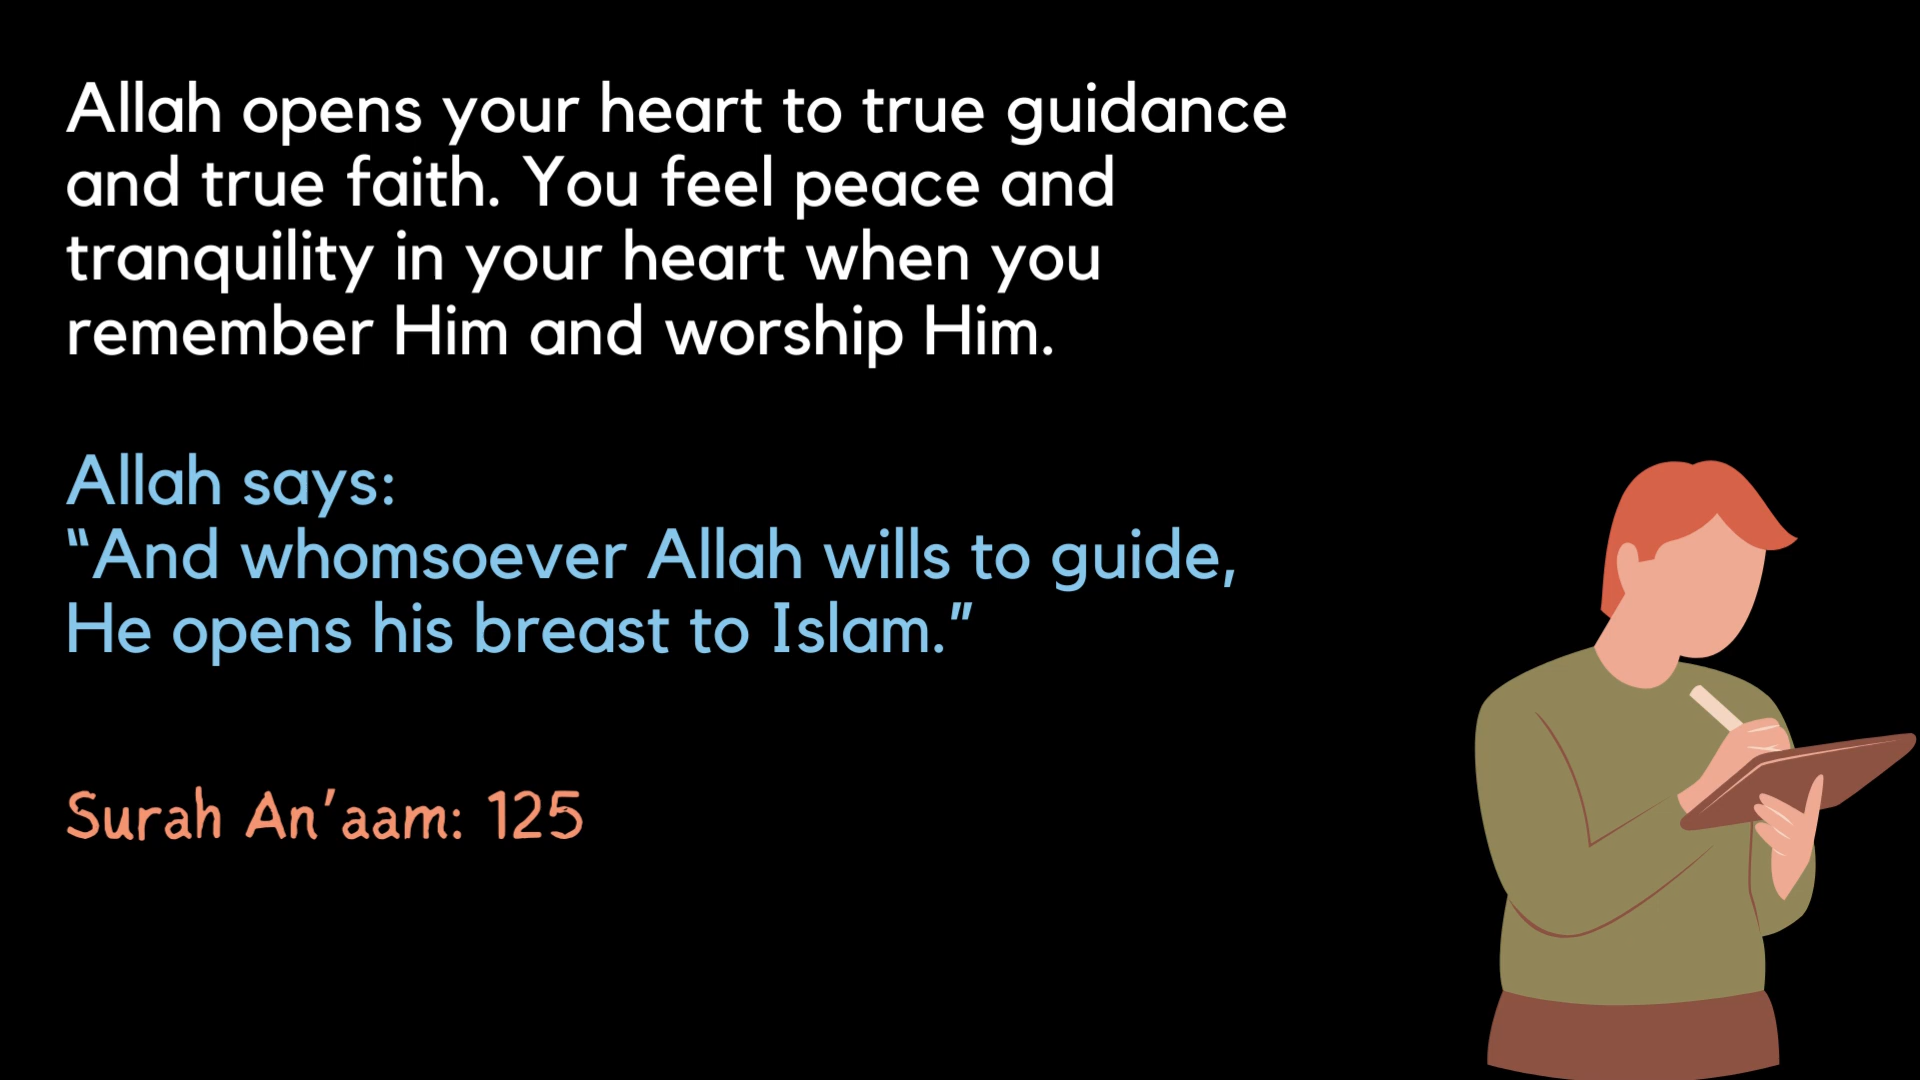 Allah opens your heart to true guidance
and true faith. You feel peace and
tranquility in your heart when you
remember Him and worship Him.
Allah says:
“And whomsoever Allah wills to guide,
He opens his breast to Islam.”
Surah An’aam: 125